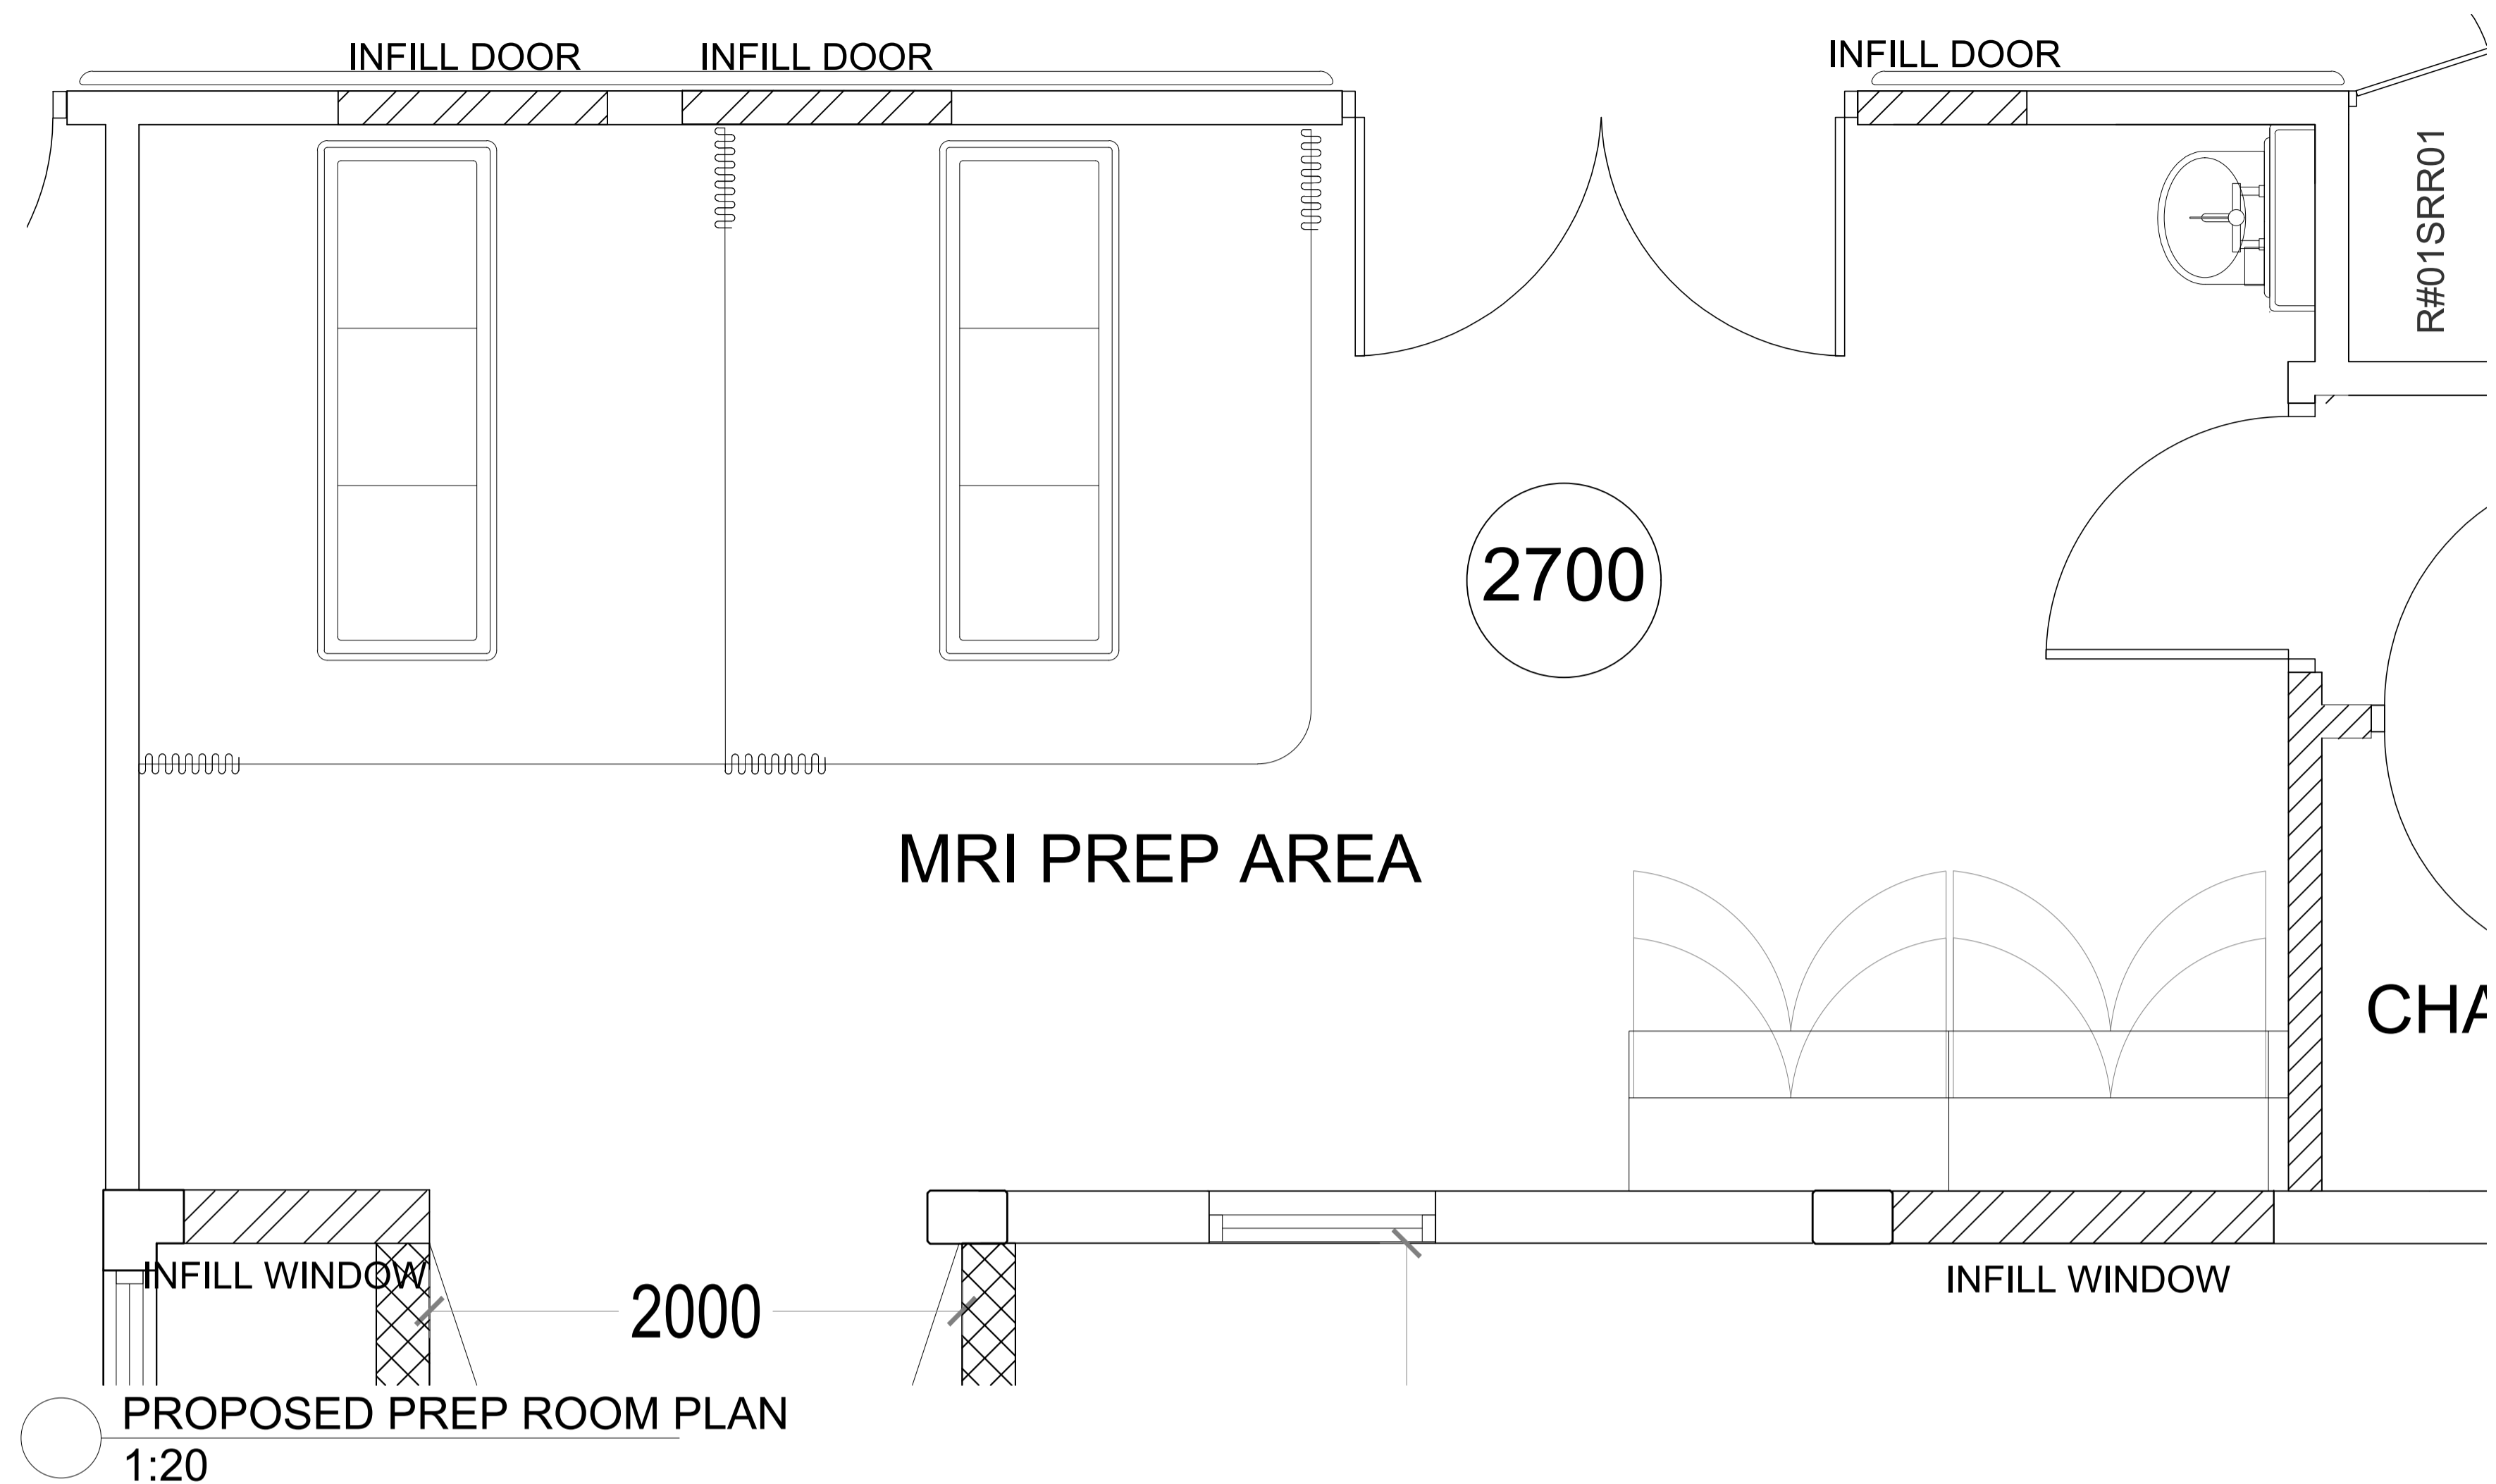 INFILL DOOR
INFILL DOOR
INFILL DOOR
R#01SRR01
2700
MRI PREP AREA
CHA
INFILL WINDOW
INFILL WINDOW
2000
PROPOSED PREP ROOM PLAN
1:20